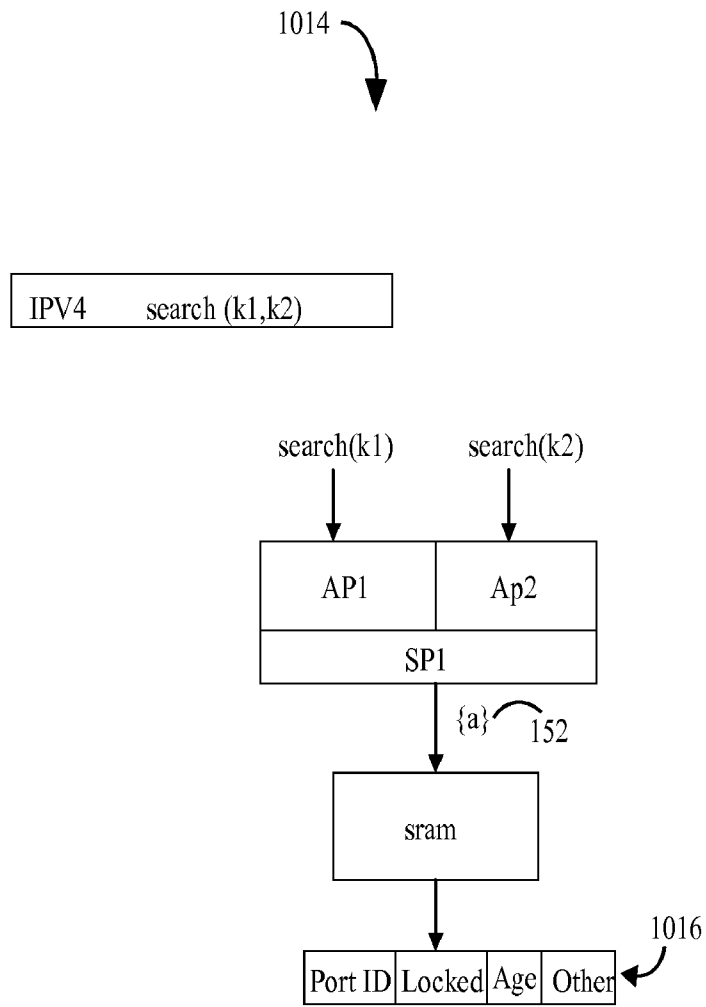 1014
IPV4 search (k1,k2)
search(k1) search(k2)
AP1 Ap2
SP1
{a} 152
sram
1016
Port ID Locked Age Other